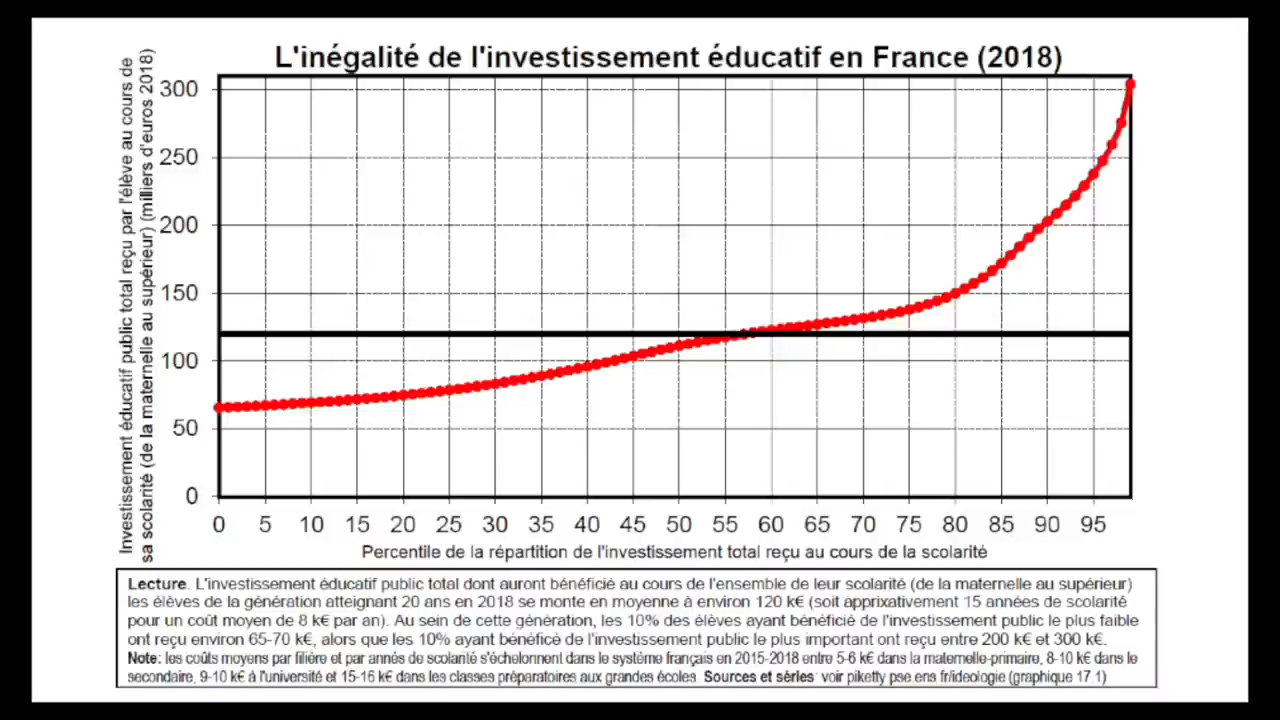 L'inégalité de l'investissement éducatif en France (2018)
Investissement éducatif public total reçu par l'élève au cours de
sa scolarité (de la maternelle au supérieur) (milliers d'euros 2018)
300
250
200
150
100
50
0
0 5 10 15 20 25 30 35 40 45 50 55 60 65 70 75 80 85 90 95
Percentile de la répartition de l'investissement total reçu au cours de la scolarité
Lecture. L'investissement éducatif public total dont auront bénéficié au cours de l'ensemble de leur scolarité (de la maternelle au supérieur)
les élèves de la génération atteignant 20 ans en 2018 se monte en moyenne à environ 120 k€ (soit apprixativement 15 années de scolarité
pour un coût moyen de 8 k€ par an). Au sein de cette génération, les 10% des élèves ayant bénéficié de l'investissement public le plus faible
ont reçu environ 65-70 k€, alors que les 10% ayant bénéficé de l'investissement public le plus important ont reçu entre 200 k€ et 300 k€.
Note: les coûts moyens par filière et par annés de scolarité s'échelonnent dans le système français en 2015-2018 entre 5-6 k€ dans la maternelle-primaire, 8-10 k€ dans le
secondaire, 9-10 k€ à l'université et 15-16 k€ dans les classes préparatoires aux grandes écoles. Sources et séries: voir piketty.pse.ens.fr/ideologie (graphique 17.1)